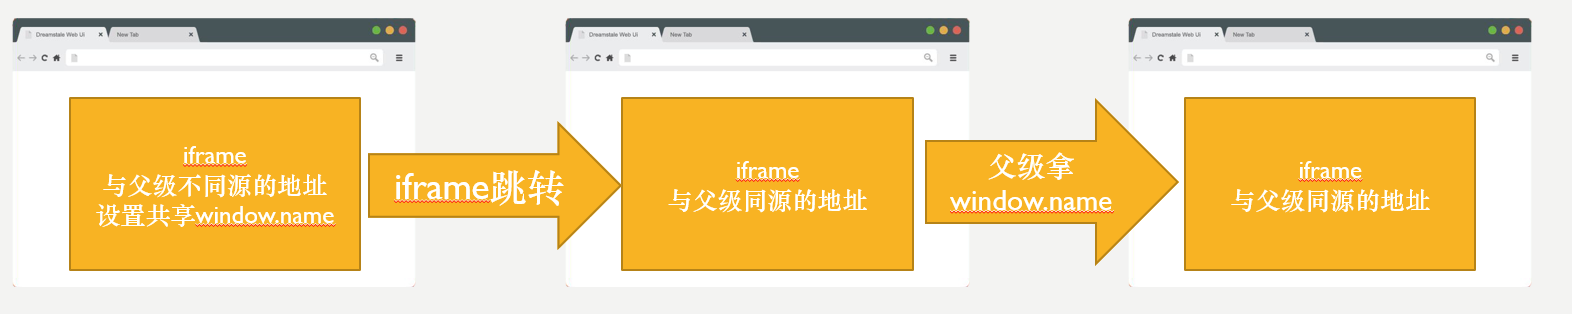 Dreamstale Web UI
New Tab
iframe
与父级不同源的地址
设置共享window.name
iframe跳转
Dreamstale Web UI
New Tab
iframe
与父级同源的地址
父级拿
window.name
Dreamstale Web UI
New Tab
iframe
与父级同源的地址